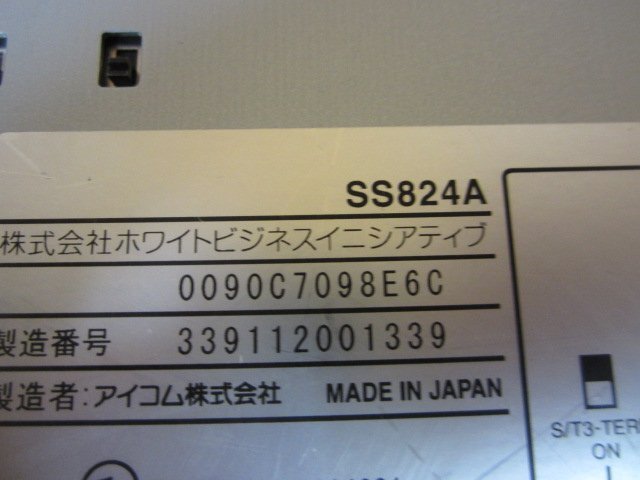 SS824A
株式会社ホワイトビジネスイニシアティブ
0090C7098E6C
製造番号 339112001339
製造者:アイコム株式会社 MADE IN JAPAN
S/T3-TER
ON